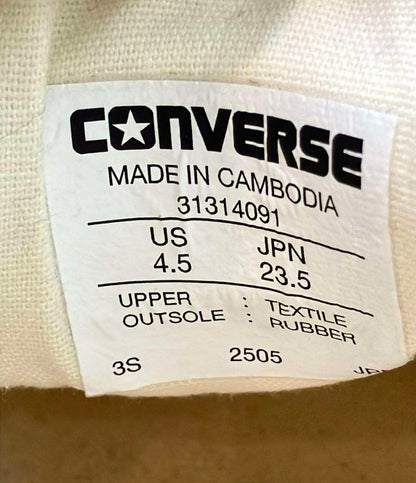 CONVERSE
MADE IN CAMBODIA
31314091
US JPN
4.5 23.5
UPPER : TEXTILE
OUTSOLE : RUBBER
3S 2505